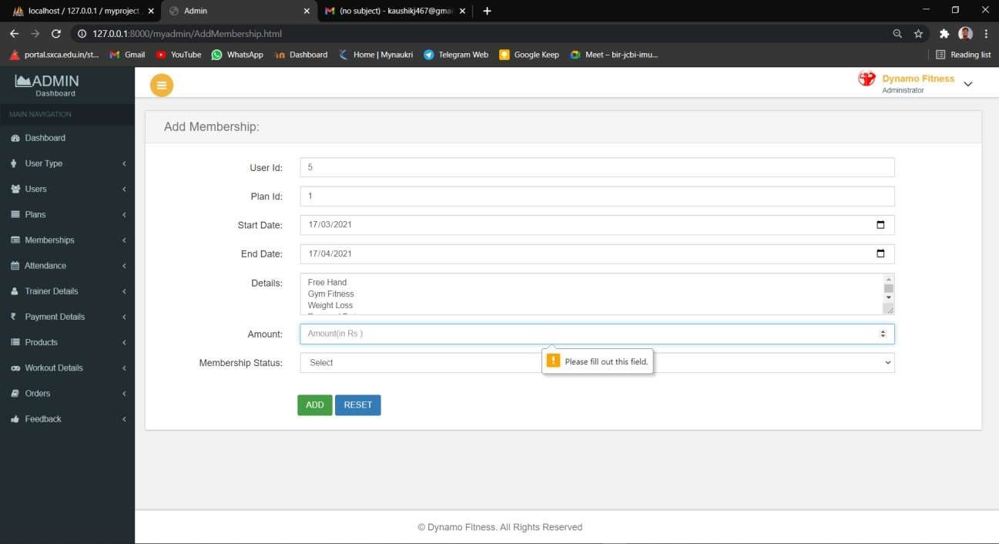 localhost / 127.0.0.1 / myproject
Admin
(no subject) - kaushikj467@gmai
127.0.0.1:8000/myadmin/AddMembership.html
portal.sxca.edu.in/st...
Gmail
YouTube
WhatsApp
Dashboard
Home | Mynaukri
Telegram Web
Google Keep
Meet – bir-jcbi-imu...
Reading list
ADMIN
Dashboard
Dynamo Fitness
Administrator
MAIN NAVIGATION
Dashboard
User Type
Users
Plans
Memberships
Attendance
Trainer Details
Payment Details
Products
Workout Details
Orders
Feedback
Add Membership:
User Id: 5
Plan Id: 1
Start Date: 17/03/2021
End Date: 17/04/2021
Details: Free Hand
Gym Fitness
Weight Loss
Amount: Amount(in Rs )
Please fill out this field.
Membership Status: Select
ADD RESET
© Dynamo Fitness. All Rights Reserved